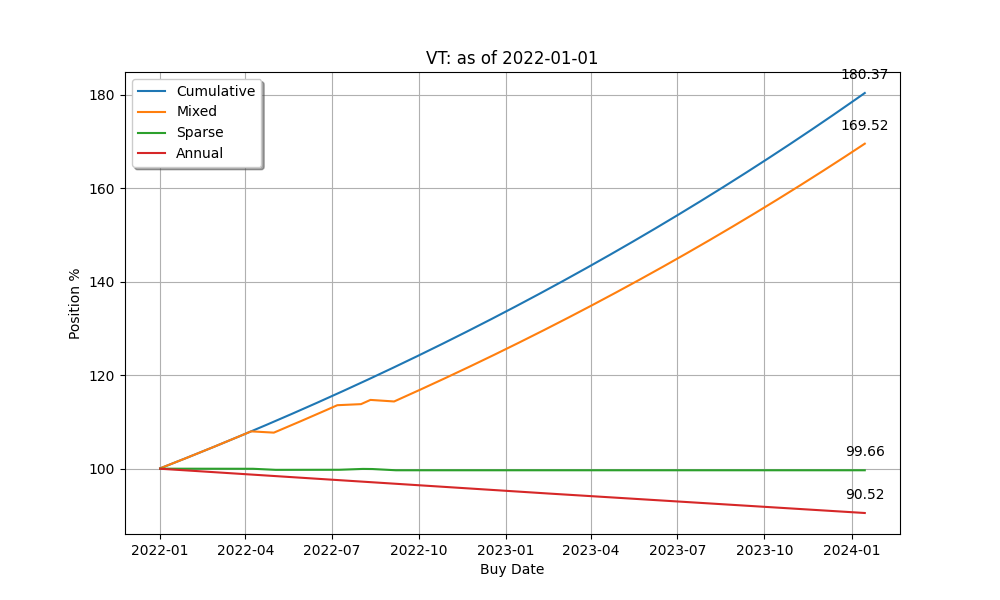 VT: as of 2022-01-01
180.37
169.52
99.66
90.52
Cumulative
Mixed
Sparse
Annual
Position %
180
160
140
120
100
2022-01 2022-04 2022-07 2022-10 2023-01 2023-04 2023-07 2023-10 2024-01
Buy Date